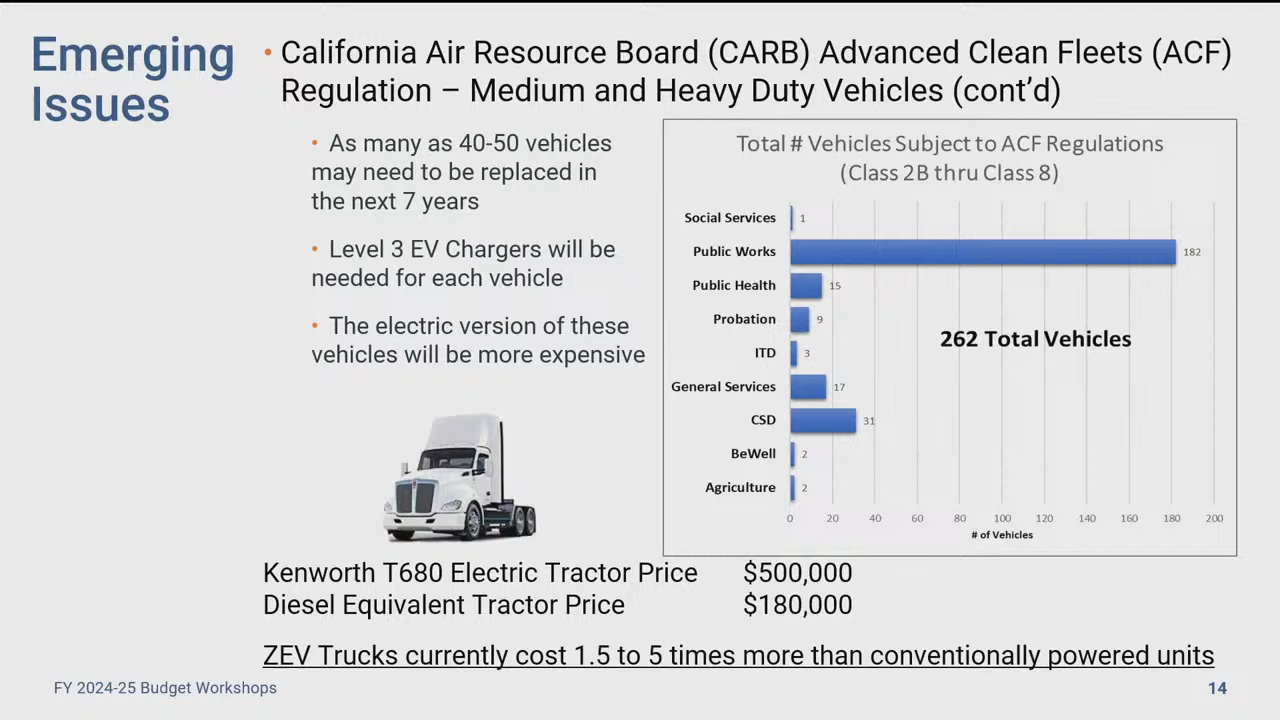 Emerging
Issues
• California Air Resource Board (CARB) Advanced Clean Fleets (ACF)
Regulation – Medium and Heavy Duty Vehicles (cont’d)
• As many as 40-50 vehicles
may need to be replaced in
the next 7 years
• Level 3 EV Chargers will be
needed for each vehicle
• The electric version of these
vehicles will be more expensive
Total # Vehicles Subject to ACF Regulations
(Class 2B thru Class 8)
Social Services 1
Public Works 182
Public Health 15
Probation 9
ITD 3
General Services 17
CSD 31
BeWell 2
Agriculture 2
262 Total Vehicles
0 20 40 60 80 100 120 140 160 180 200
# of Vehicles
Kenworth T680 Electric Tractor Price $500,000
Diesel Equivalent Tractor Price $180,000
ZEV Trucks currently cost 1.5 to 5 times more than conventionally powered units
FY 2024-25 Budget Workshops 14